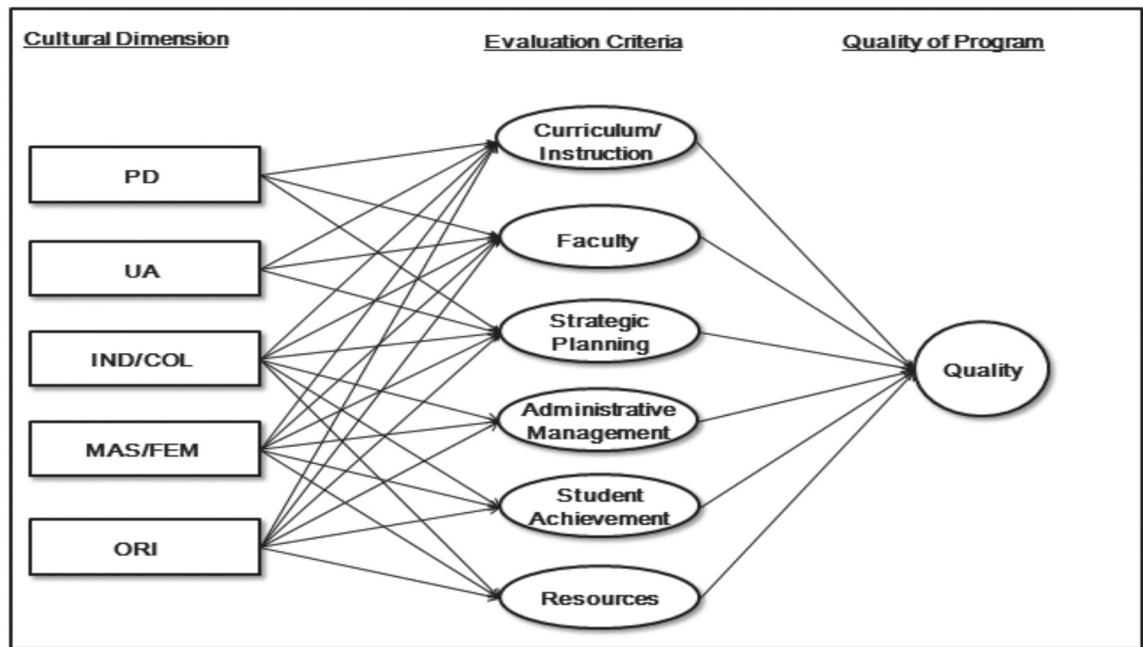 Cultural Dimension
Evaluation Criteria
Quality of Program
PD
UA
IND/COL
MAS/FEM
ORI
Curriculum/
Instruction
Faculty
Strategic
Planning
Administrative
Management
Student
Achievement
Resources
Quality